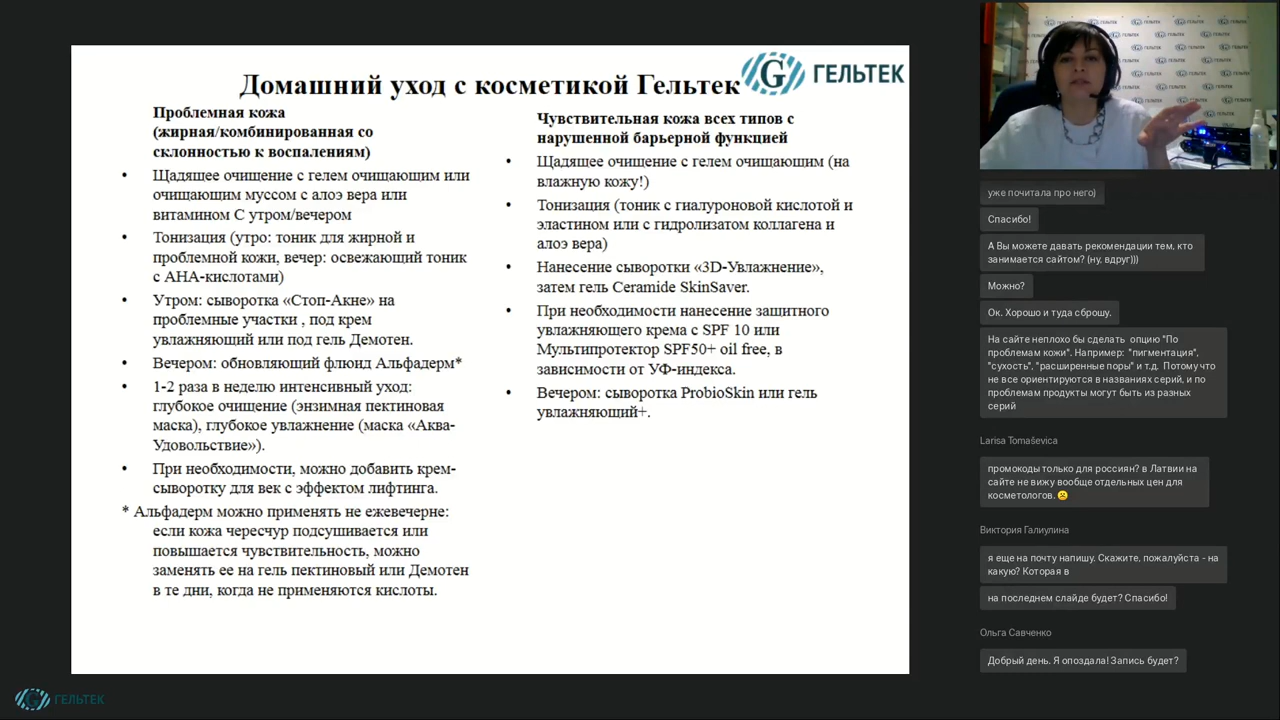 Домашний уход с косметикой Гельтек
ГЕЛЬТЕК
Проблемная кожа
(жирная/комбинированная со
склонностью к воспалениям)
• Щадящее очищение с гелем очищающим или
очищающим муссом с алоэ вера или
витамином С утром/вечером
• Тонизация (утро: тоник для жирной и
проблемной кожи, вечер: освежающий тоник
с АНА-кислотами)
• Утром: сыворотка «Стоп-Акне» на
проблемные участки , под крем
увлажняющий или под гель Демотен.
• Вечером: обновляющий флюид Альфадерм*
• 1-2 раза в неделю интенсивный уход:
глубокое очищение (энзимная пектиновая
маска), глубокое увлажнение (маска «Аква-
Удовольствие»).
• При необходимости, можно добавить крем-
сыворотку для век с эффектом лифтинга.
* Альфадерм можно применять не ежевечерне:
если кожа чересчур подсушивается или
повышается чувствительность, можно
заменять ее на гель пектиновый или Демотен
в те дни, когда не применяются кислоты.
Чувствительная кожа всех типов с
нарушенной барьерной функцией
• Щадящее очищение с гелем очищающим (на
влажную кожу!)
• Тонизация (тоник с гиалуроновой кислотой и
эластином или с гидролизатом коллагена и
алоэ вера)
• Нанесение сыворотки «3D-Увлажнение»,
затем гель Ceramide SkinSaver.
• При необходимости нанесение защитного
увлажняющего крема с SPF 10 или
Мультипротектор SPF50+ oil free, в
зависимости от УФ-индекса.
• Вечером: сыворотка ProbioSkin или гель
увлажняющий+.
уже почитала про него)
Спасибо!
А Вы можете давать рекомендации тем, кто
занимается сайтом? (ну, вдруг)))
Можно?
Ок. Хорошо и туда сброшу.
На сайте неплохо бы сделать опцию "По
проблемам кожи". Например: "пигментация",
"сухость", "расширенные поры" и т.д. Потому что
не все ориентируются в названиях серий, и по
проблемам продукты могут быть из разных
серий
Larisa Tomaševica
промокоды только для россиян? в Латвии на
сайте не вижу вообще отдельных цен для
косметологов. ☹
Виктория Галиулина
я еще на почту напишу. Скажите, пожалуйста - на
какую? Которая в
на последнем слайде будет? Спасибо!
Ольга Савченко
Добрый день. Я опоздала! Запись будет?
ГЕЛЬТЕК